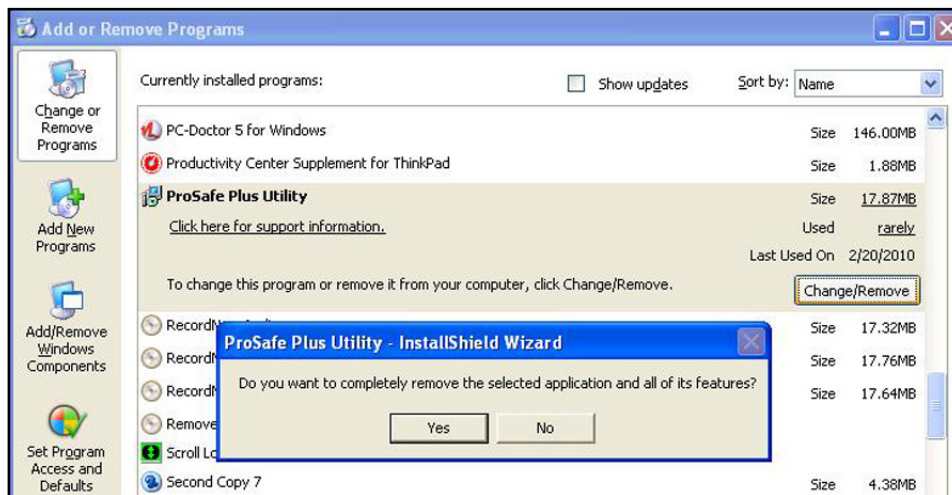 Add or Remove Programs
Change or
Remove
Programs
Add New
Programs
Add/Remove
Windows
Components
Set Program
Access and
Defaults
Currently installed programs:
Show updates
Sort by: Name
PC-Doctor 5 for Windows Size 146.00MB
Productivity Center Supplement for ThinkPad Size 1.88MB
ProSafe Plus Utility Size 17.87MB
Click here for support information. Used rarely
Last Used On 2/20/2010
To change this program or remove it from your computer, click Change/Remove. Change/Remove
Size 17.32MB
Size 17.76MB
Size 17.64MB
Remove
Scroll
Second Copy 7 Size 4.38MB
ProSafe Plus Utility - InstallShield Wizard
Do you want to completely remove the selected application and all of its features?
Yes No